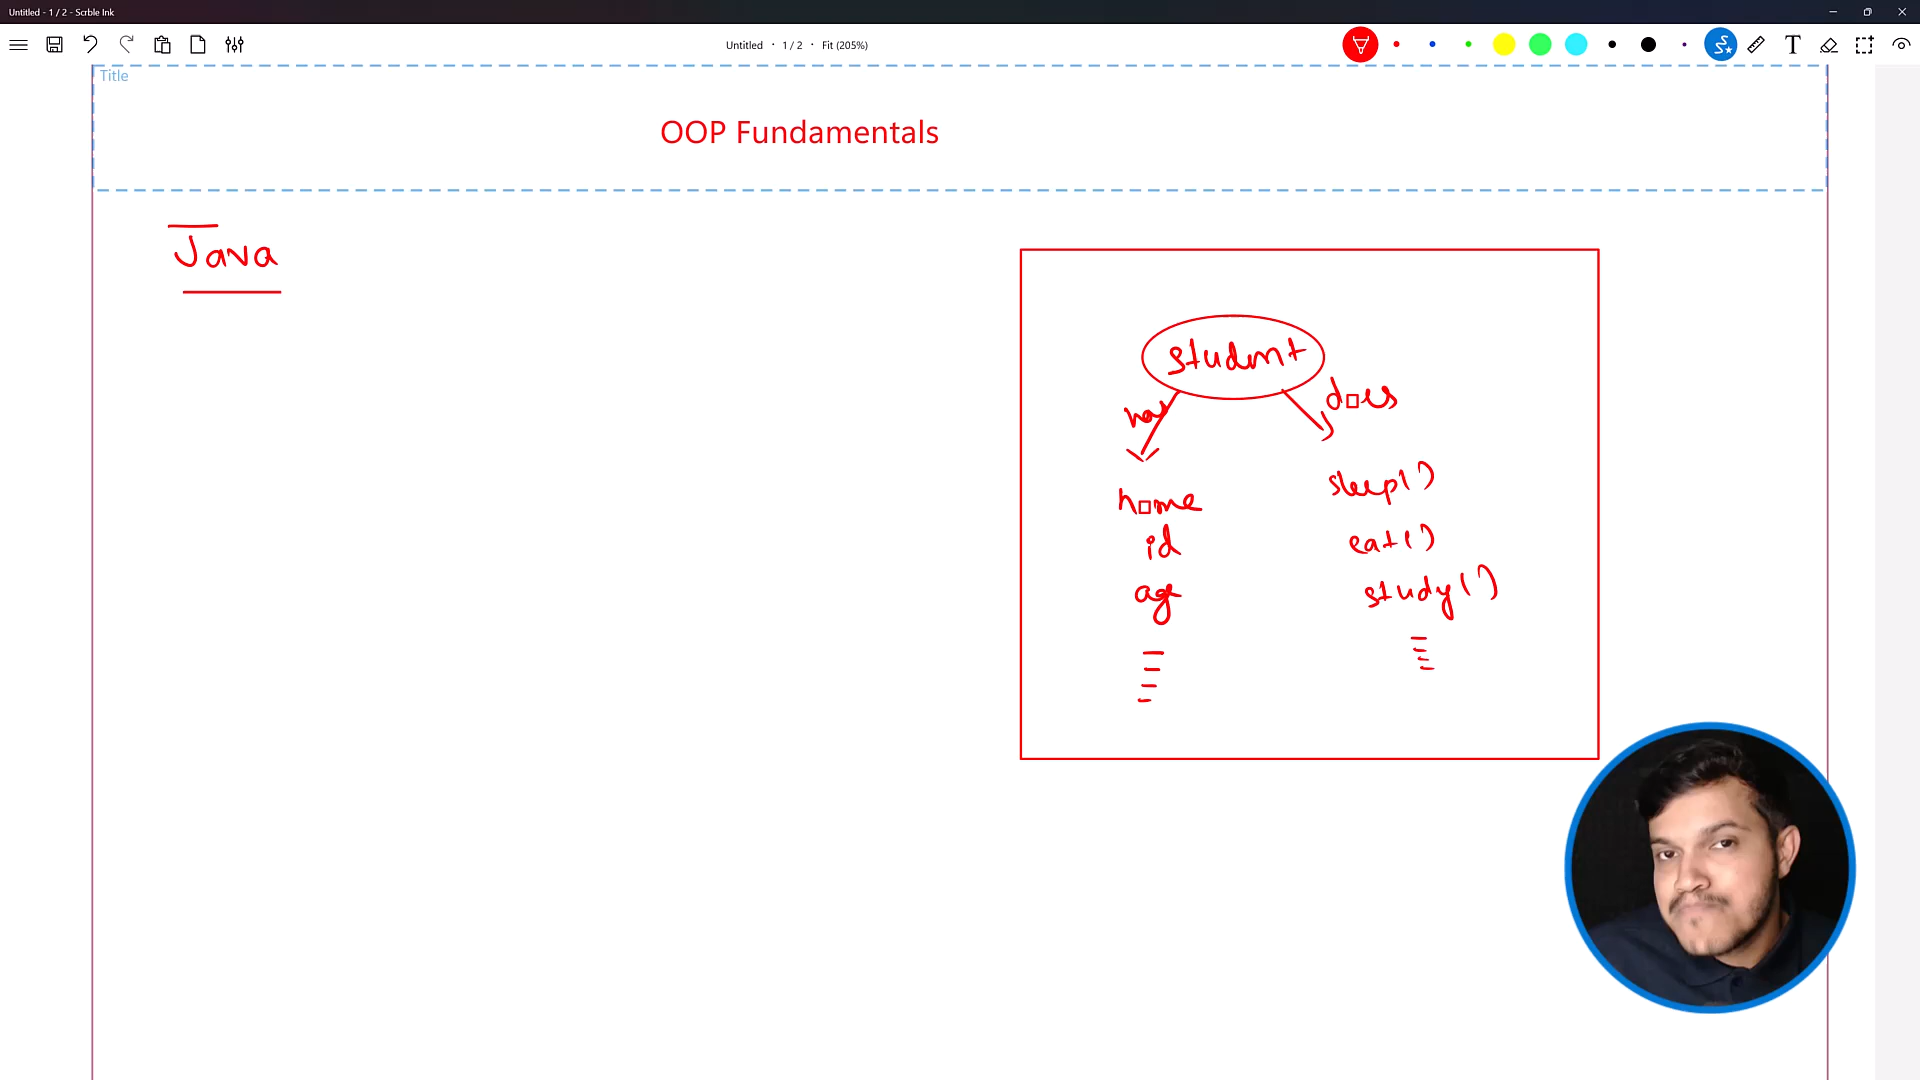 Untitled - 1 / 2 - Scrble Ink
Untitled · 1 / 2 · Fit (205%)
T
Title
OOP Fundamentals
Java
student
has
does
home
id
age
sleep()
eat()
study()